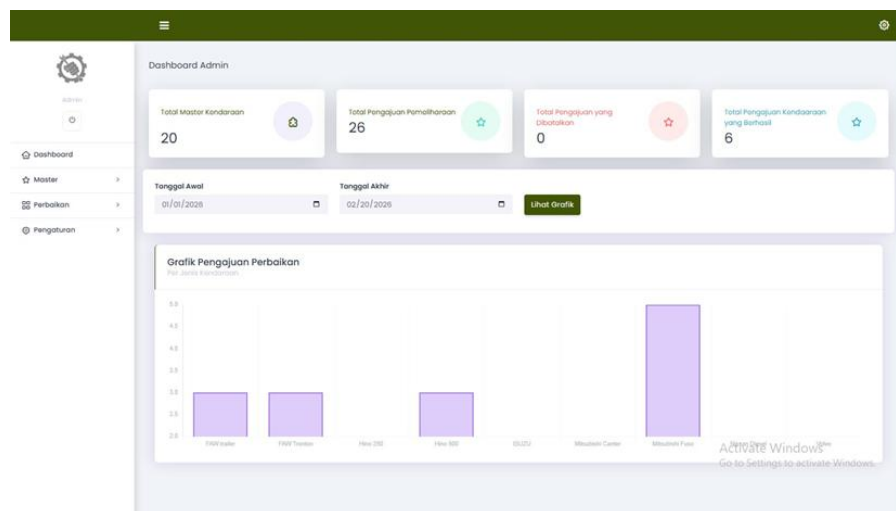 Dashboard Admin
Admin
Total Master Kendaraan
20
Total Pengajuan Pemeliharaan
26
Total Pengajuan yang
Dibatalkan
0
Total Pengajuan Kendaaraan
yang Berhasil
6
Dashboard
Master
Perbaikan
Pengaturan
Tanggal Awal
01/01/2026
Tanggal Akhir
02/20/2026
Lihat Grafik
Grafik Pengajuan Perbaikan
Per Jenis Kendaraan
5.0
4.5
4.0
3.5
3.0
2.5
2.0
FAW trailer
FAW Tronton
Hino 500
ISUZU
Mitsubishi Canter
Mitsubishi Fuso
Activate Windows
Go to Settings to activate Windows.